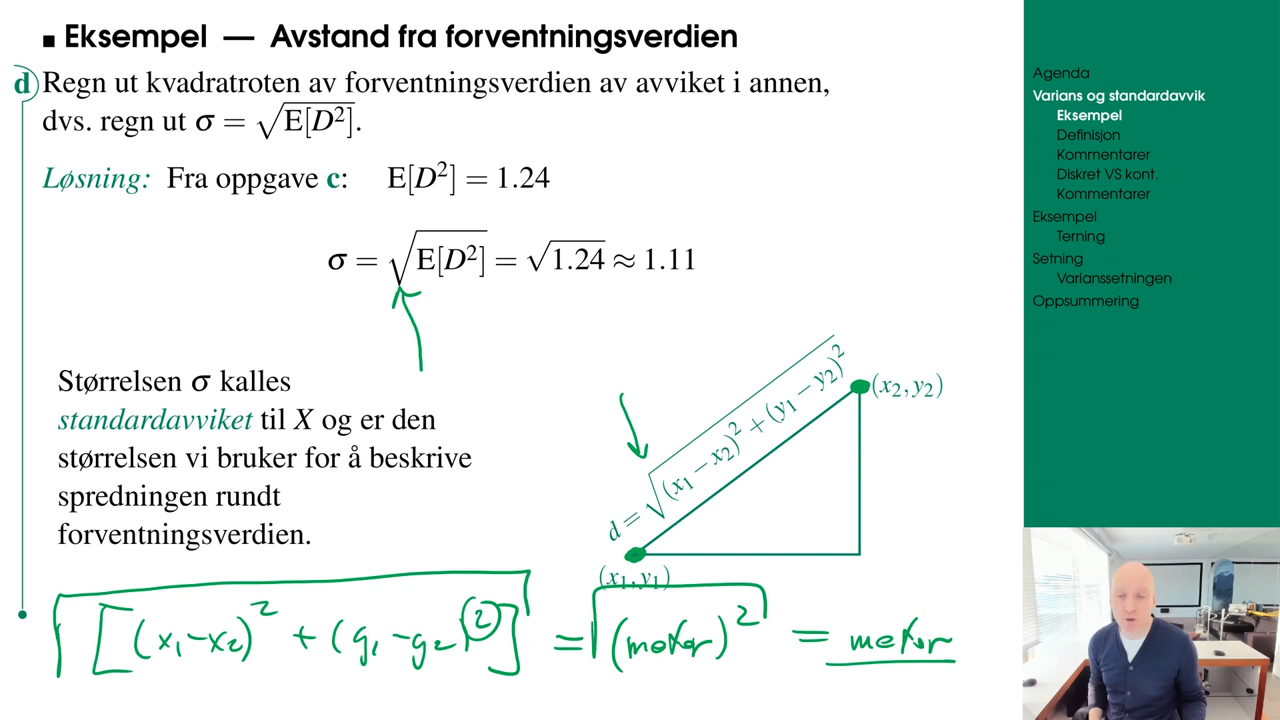 ▪ Eksempel — Avstand fra forventningsverdien
d Regn ut kvadratroten av forventningsverdien av avviket i annen,
dvs. regn ut σ = √E[D²].
Løsning: Fra oppgave c: E[D²] = 1.24
σ = √E[D²] = √1.24 ≈ 1.11
Størrelsen σ kalles
standardavviket til X og er den
størrelsen vi bruker for å beskrive
spredningen rundt
forventningsverdien.
d = √(x₁ − x₂)² + (y₁ − y₂)²
(x₂, y₂)
(x₁, y₁)
√[(x₁−x₂)² + (y₁−y₂)²] = √(meter)² = meter
Agenda
Varians og standardavvik
Eksempel
Definisjon
Kommentarer
Diskret VS kont.
Kommentarer
Eksempel
Terning
Setning
Varianssetningen
Oppsummering